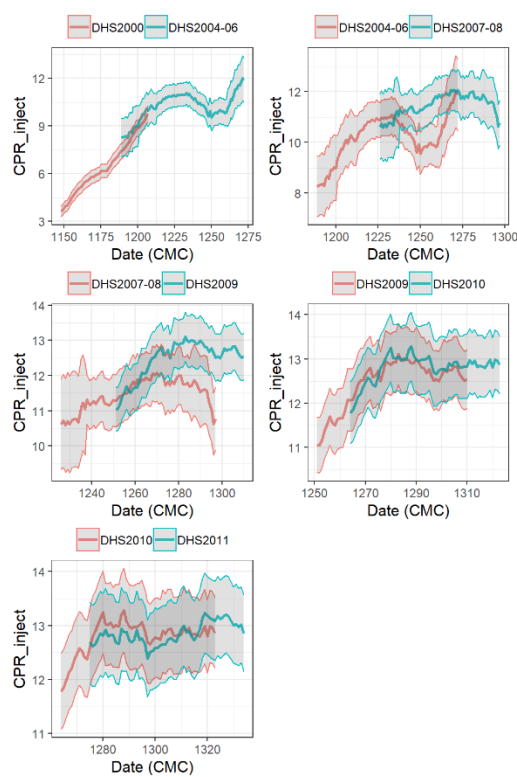 DHS2000 DHS2004-06
CPR_inject
12
9
6
3
1150 1175 1200 1225 1250 1275
Date (CMC)
DHS2004-06 DHS2007-08
CPR_inject
12
10
8
1200 1225 1250 1275 1300
Date (CMC)
DHS2007-08 DHS2009
CPR_inject
14
13
12
11
10
1240 1260 1280 1300
Date (CMC)
DHS2009 DHS2010
CPR_inject
14
13
12
11
1250 1270 1290 1310
Date (CMC)
DHS2010 DHS2011
CPR_inject
14
13
12
11
1280 1300 1320
Date (CMC)